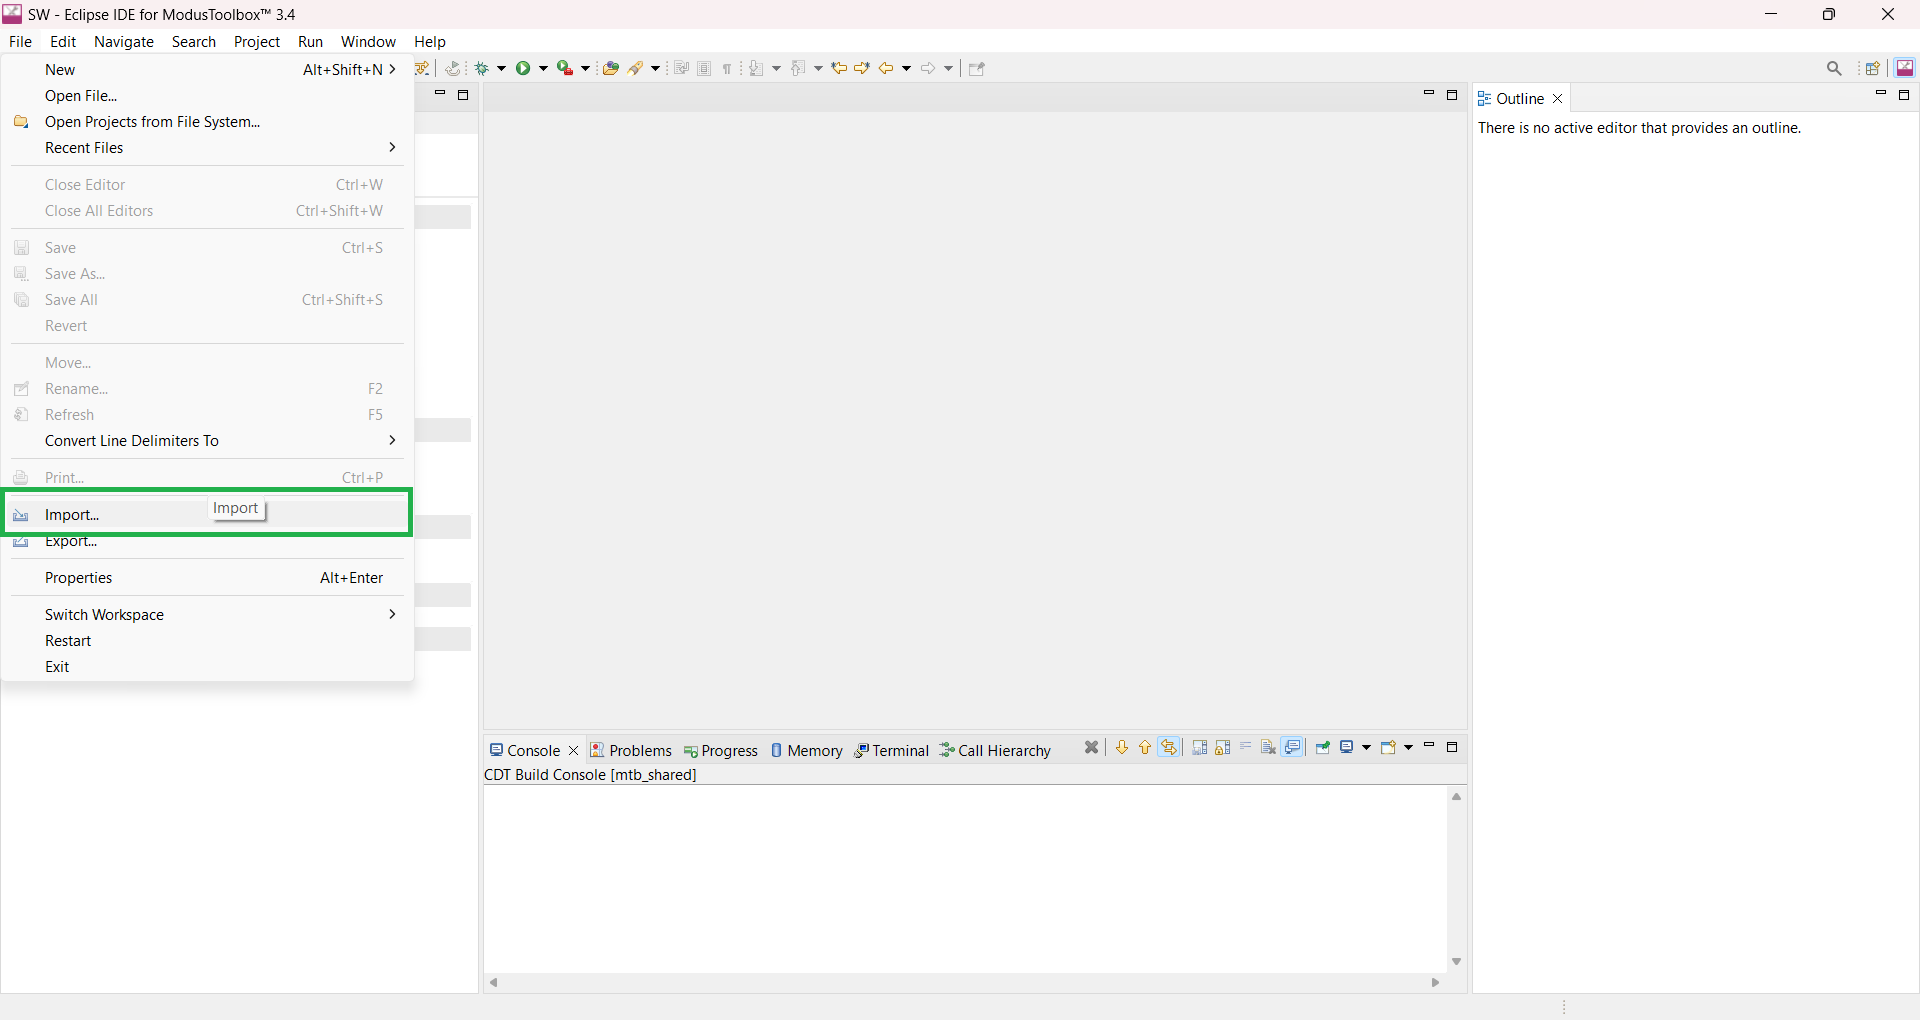 SW - Eclipse IDE for ModusToolbox™ 3.4
File Edit Navigate Search Project Run Window Help
New Alt+Shift+N
Open File...
Open Projects from File System...
Recent Files
Close Editor Ctrl+W
Close All Editors Ctrl+Shift+W
Save Ctrl+S
Save As...
Save All Ctrl+Shift+S
Revert
Move...
Rename... F2
Refresh F5
Convert Line Delimiters To
Print... Ctrl+P
Import...
Import
Export...
Properties Alt+Enter
Switch Workspace
Restart
Exit
Outline
There is no active editor that provides an outline.
Console Problems Progress Memory Terminal Call Hierarchy
CDT Build Console [mtb_shared]